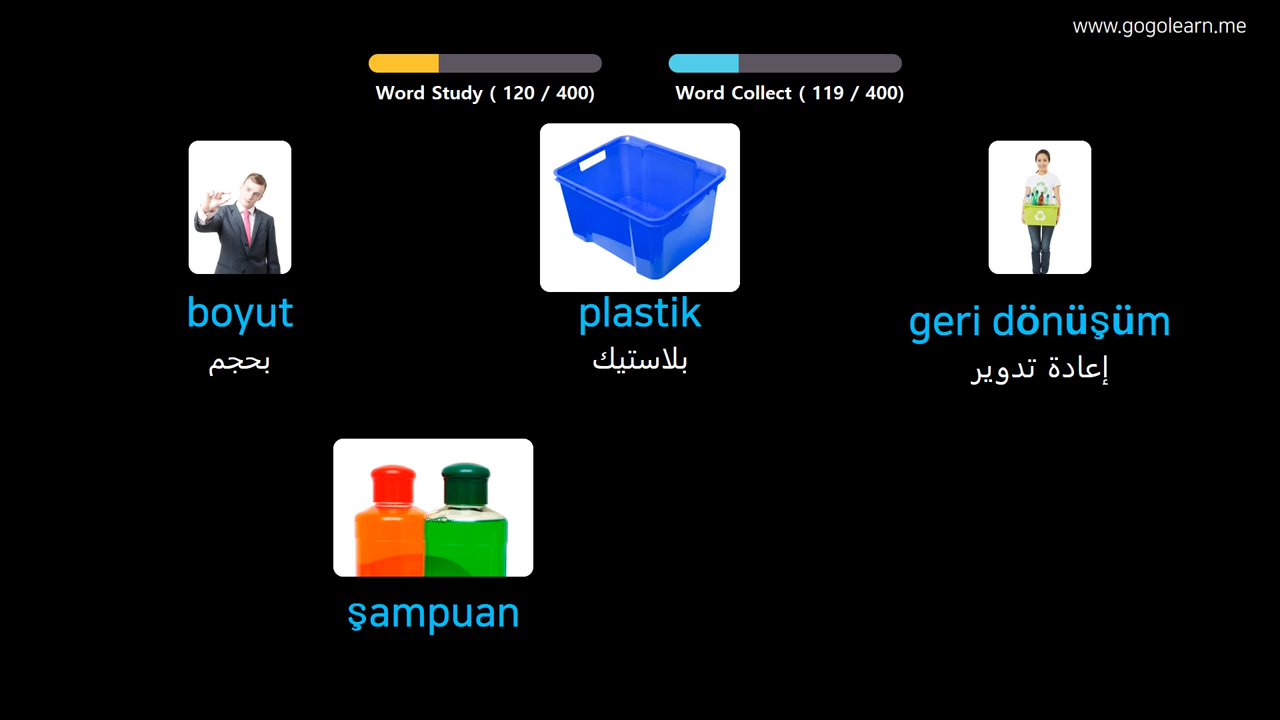 www.gogolearn.me
Word Study ( 120 / 400)
Word Collect ( 119 / 400)
boyut
بحجم
plastik
بلاستيك
geri dönüşüm
إعادة تدوير
şampuan